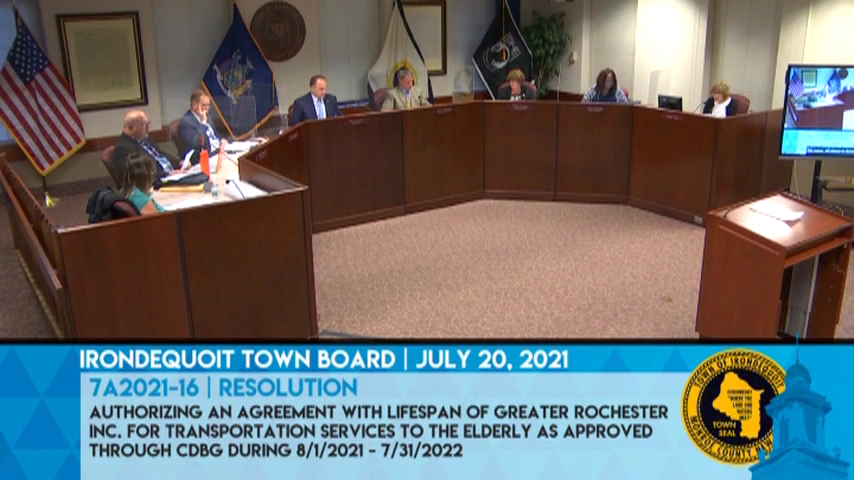 IRONDEQUOIT TOWN BOARD | JULY 20, 2021
7A2021-16 | RESOLUTION
AUTHORIZING AN AGREEMENT WITH LIFESPAN OF GREATER ROCHESTER
INC. FOR TRANSPORTATION SERVICES TO THE ELDERLY AS APPROVED
THROUGH CDBG DURING 8/1/2021 - 7/31/2022
TOWN OF IRONDEQUOIT
"WHERE THE
LAND AND
WATERS
MEET"
TOWN
SEAL